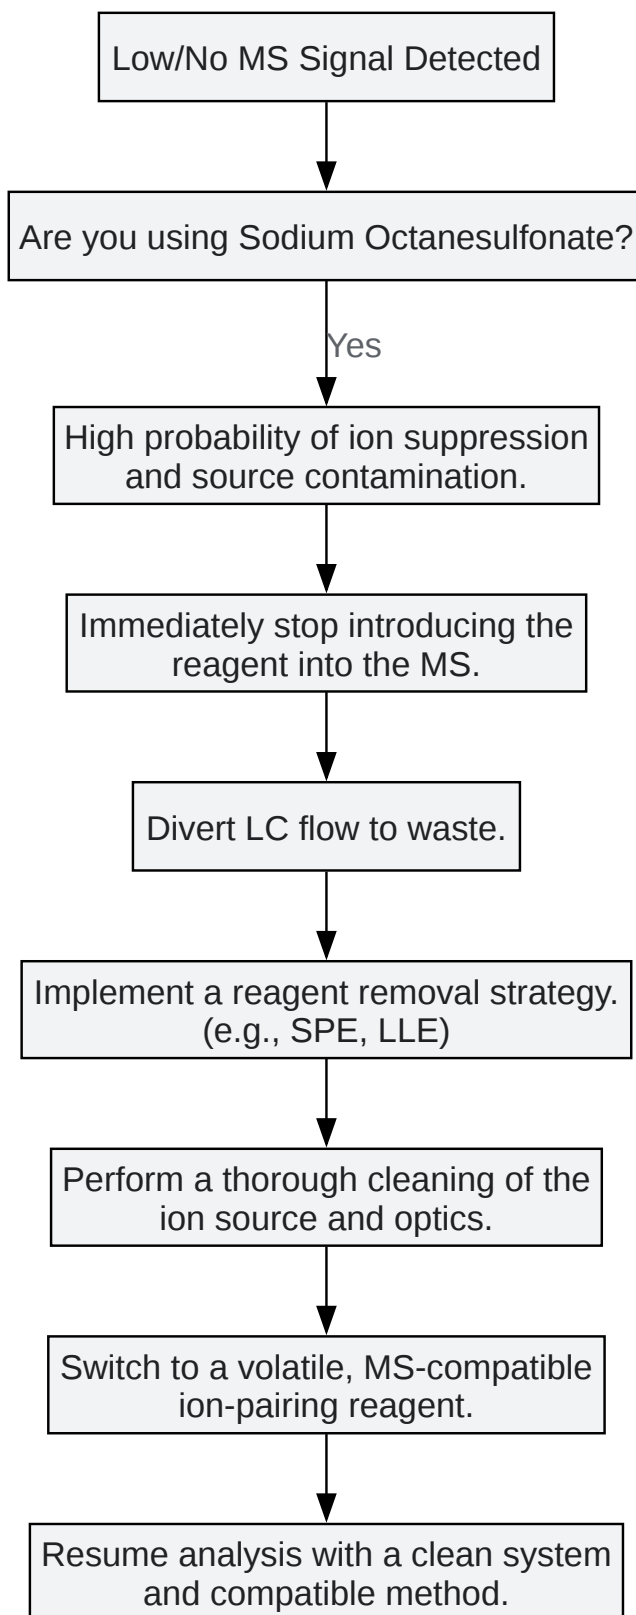 Low/No MS Signal Detected
Are you using Sodium Octanesulfonate?
Yes
High probability of ion suppression
and source contamination.
Immediately stop introducing the
reagent into the MS.
Divert LC flow to waste.
Implement a reagent removal strategy.
(e.g., SPE, LLE)
Perform a thorough cleaning of the
ion source and optics.
Switch to a volatile, MS-compatible
ion-pairing reagent.
Resume analysis with a clean system
and compatible method.